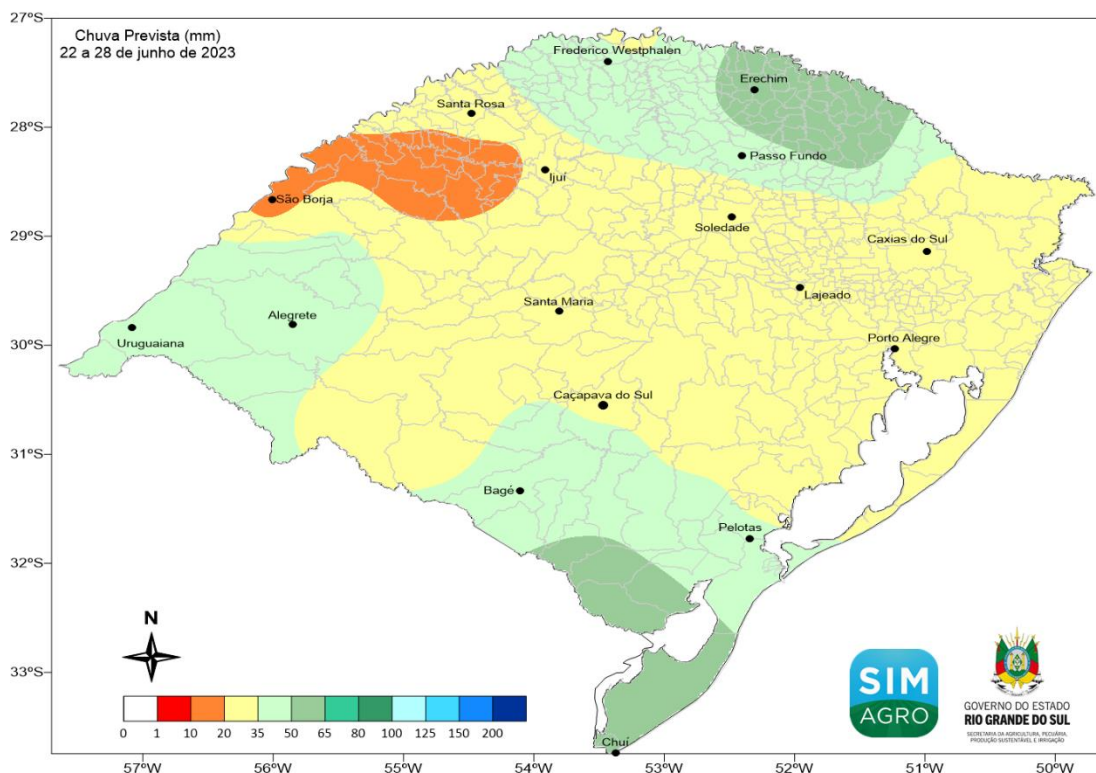 Chuva Prevista (mm)
22 a 28 de junho de 2023
27ºS
28ºS
29ºS
30ºS
31ºS
32ºS
33ºS
Frederico Westphalen
Erechim
Santa Rosa
Passo Fundo
Ijuí
São Borja
Soledade
Caxias do Sul
Lajeado
Santa Maria
Alegrete
Uruguaiana
Porto Alegre
Caçapava do Sul
Bagé
Pelotas
Chuí
N
0 1 10 20 35 50 65 80 100 125 150 200
SIM
AGRO
GOVERNO DO ESTADO
RIO GRANDE DO SUL
SECRETARIA DA AGRICULTURA, PECUÁRIA,
PRODUÇÃO SUSTENTÁVEL E IRRIGAÇÃO
57ºW 56ºW 55ºW 54ºW 53ºW 52ºW 51ºW 50ºW